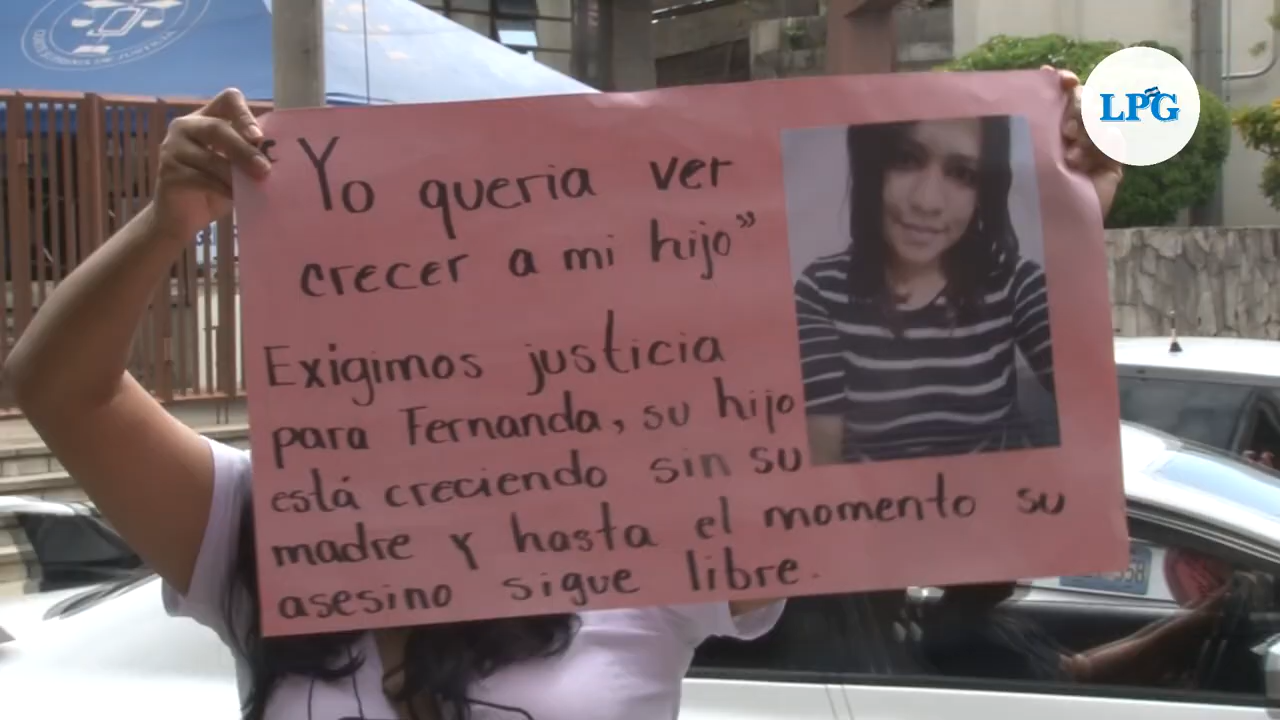 LPG
“Yo queria ver
crecer a mi hijo”
Exigimos justicia
para Fernanda, su hijo
está creciendo sin su
madre y hasta el momento su
asesino sigue libre.